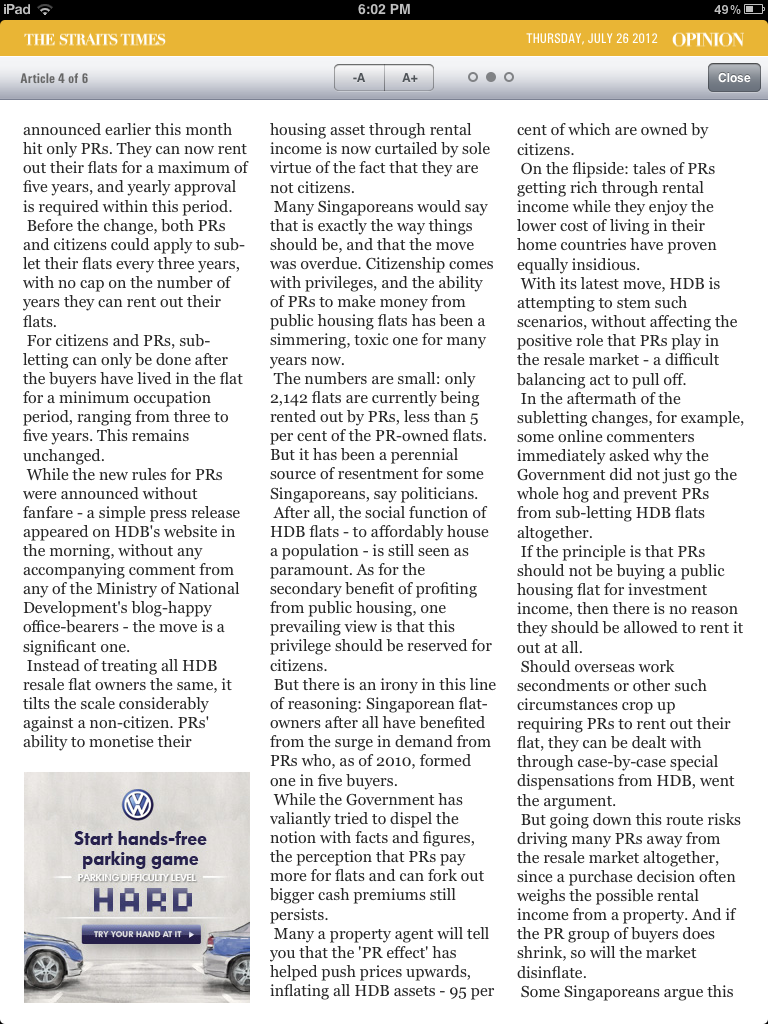 iPad
6:02 PM
49%
THE STRAITS TIMES
THURSDAY, JULY 26 2012 OPINION
Article 4 of 6
-A
A+
Close
announced earlier this month
hit only PRs. They can now rent
out their flats for a maximum of
five years, and yearly approval
is required within this period.
Before the change, both PRs
and citizens could apply to sub-
let their flats every three years,
with no cap on the number of
years they can rent out their
flats.
For citizens and PRs, sub-
letting can only be done after
the buyers have lived in the flat
for a minimum occupation
period, ranging from three to
five years. This remains
unchanged.
While the new rules for PRs
were announced without
fanfare - a simple press release
appeared on HDB's website in
the morning, without any
accompanying comment from
any of the Ministry of National
Development's blog-happy
office-bearers - the move is a
significant one.
Instead of treating all HDB
resale flat owners the same, it
tilts the scale considerably
against a non-citizen. PRs'
ability to monetise their
Start hands-free
parking game
PARKING DIFFICULTY LEVEL
HARD
TRY YOUR HAND AT IT
housing asset through rental
income is now curtailed by sole
virtue of the fact that they are
not citizens.
Many Singaporeans would say
that is exactly the way things
should be, and that the move
was overdue. Citizenship comes
with privileges, and the ability
of PRs to make money from
public housing flats has been a
simmering, toxic one for many
years now.
The numbers are small: only
2,142 flats are currently being
rented out by PRs, less than 5
per cent of the PR-owned flats.
But it has been a perennial
source of resentment for some
Singaporeans, say politicians.
After all, the social function of
HDB flats - to affordably house
a population - is still seen as
paramount. As for the
secondary benefit of profiting
from public housing, one
prevailing view is that this
privilege should be reserved for
citizens.
But there is an irony in this line
of reasoning: Singaporean flat-
owners after all have benefited
from the surge in demand from
PRs who, as of 2010, formed
one in five buyers.
While the Government has
valiantly tried to dispel the
notion with facts and figures,
the perception that PRs pay
more for flats and can fork out
bigger cash premiums still
persists.
Many a property agent will tell
you that the 'PR effect' has
helped push prices upwards,
inflating all HDB assets - 95 per
cent of which are owned by
citizens.
On the flipside: tales of PRs
getting rich through rental
income while they enjoy the
lower cost of living in their
home countries have proven
equally insidious.
With its latest move, HDB is
attempting to stem such
scenarios, without affecting the
positive role that PRs play in
the resale market - a difficult
balancing act to pull off.
In the aftermath of the
subletting changes, for example,
some online commenters
immediately asked why the
Government did not just go the
whole hog and prevent PRs
from sub-letting HDB flats
altogether.
If the principle is that PRs
should not be buying a public
housing flat for investment
income, then there is no reason
they should be allowed to rent it
out at all.
Should overseas work
secondments or other such
circumstances crop up
requiring PRs to rent out their
flat, they can be dealt with
through case-by-case special
dispensations from HDB, went
the argument.
But going down this route risks
driving many PRs away from
the resale market altogether,
since a purchase decision often
weighs the possible rental
income from a property. And if
the PR group of buyers does
shrink, so will the market
disinflate.
Some Singaporeans argue this